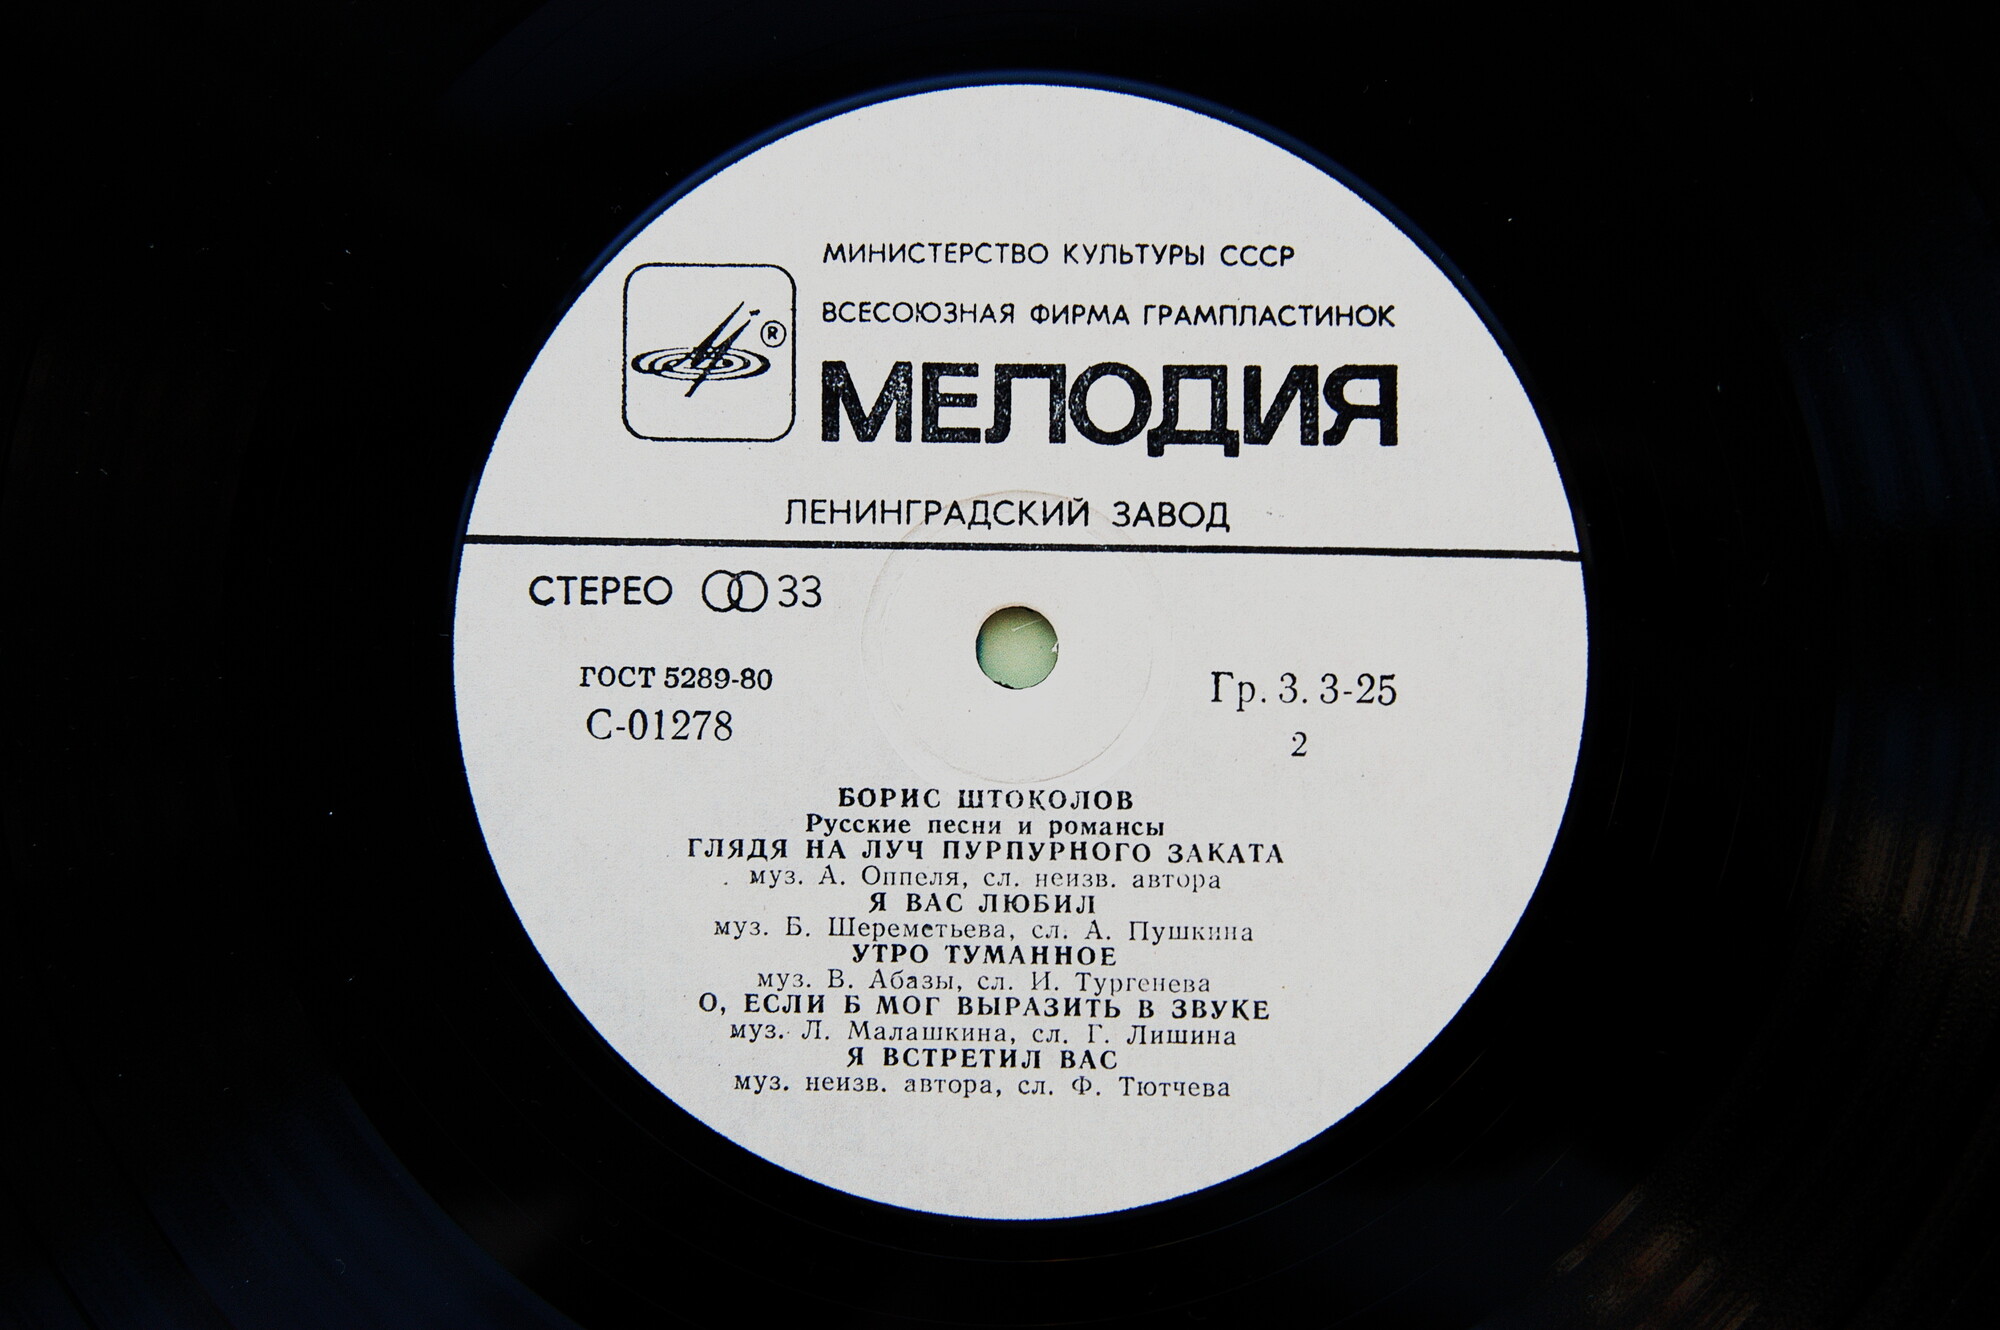 МИНИСТЕРСТВО КУЛЬТУРЫ СССР
ВСЕСОЮЗНАЯ ФИРМА ГРАМПЛАСТИНОК
®
МЕЛОДИЯ
ЛЕНИНГРАДСКИЙ ЗАВОД
СТЕРЕО 33
ГОСТ 5289-80
С-01278
Гр. 3. 3-25
2
БОРИС ШТОКОЛОВ
Русские песни и романсы
ГЛЯДЯ НА ЛУЧ ПУРПУРНОГО ЗАКАТА
муз. А. Оппеля, сл. неизв. автора
Я ВАС ЛЮБИЛ
муз. Б. Шереметьева, сл. А. Пушкина
УТРО ТУМАННОЕ
муз. В. Абазы, сл. И. Тургенева
О, ЕСЛИ Б МОГ ВЫРАЗИТЬ В ЗВУКЕ
муз. Л. Малашкина, сл. Г. Лишина
Я ВСТРЕТИЛ ВАС
муз. неизв. автора, сл. Ф. Тютчева